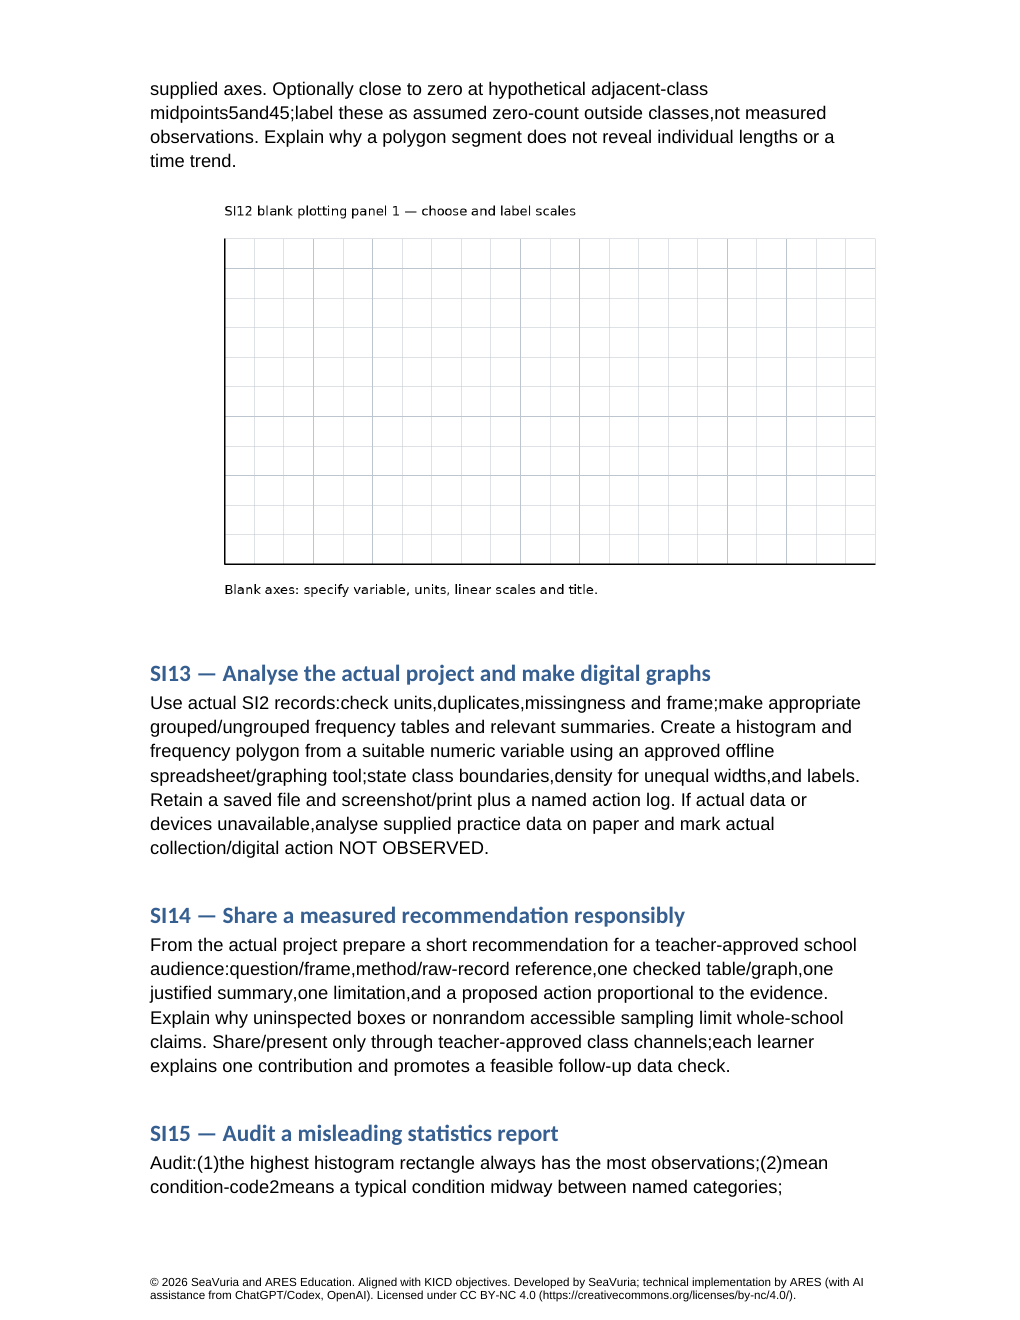 supplied axes. Optionally close to zero at hypothetical adjacent-class
midpoints5and45;label these as assumed zero-count outside classes,not measured
observations. Explain why a polygon segment does not reveal individual lengths or a
time trend.
SI12 blank plotting panel 1 — choose and label scales
Blank axes: specify variable, units, linear scales and title.
SI13 — Analyse the actual project and make digital graphs
Use actual SI2 records:check units,duplicates,missingness and frame;make appropriate
grouped/ungrouped frequency tables and relevant summaries. Create a histogram and
frequency polygon from a suitable numeric variable using an approved offline
spreadsheet/graphing tool;state class boundaries,density for unequal widths,and labels.
Retain a saved file and screenshot/print plus a named action log. If actual data or
devices unavailable,analyse supplied practice data on paper and mark actual
collection/digital action NOT OBSERVED.
SI14 — Share a measured recommendation responsibly
From the actual project prepare a short recommendation for a teacher-approved school
audience:question/frame,method/raw-record reference,one checked table/graph,one
justified summary,one limitation,and a proposed action proportional to the evidence.
Explain why uninspected boxes or nonrandom accessible sampling limit whole-school
claims. Share/present only through teacher-approved class channels;each learner
explains one contribution and promotes a feasible follow-up data check.
SI15 — Audit a misleading statistics report
Audit:(1)the highest histogram rectangle always has the most observations;(2)mean
condition-code2means a typical condition midway between named categories;
© 2026 SeaVuria and ARES Education. Aligned with KICD objectives. Developed by SeaVuria; technical implementation by ARES (with AI
assistance from ChatGPT/Codex, OpenAI). Licensed under CC BY-NC 4.0 (https://creativecommons.org/licenses/by-nc/4.0/).